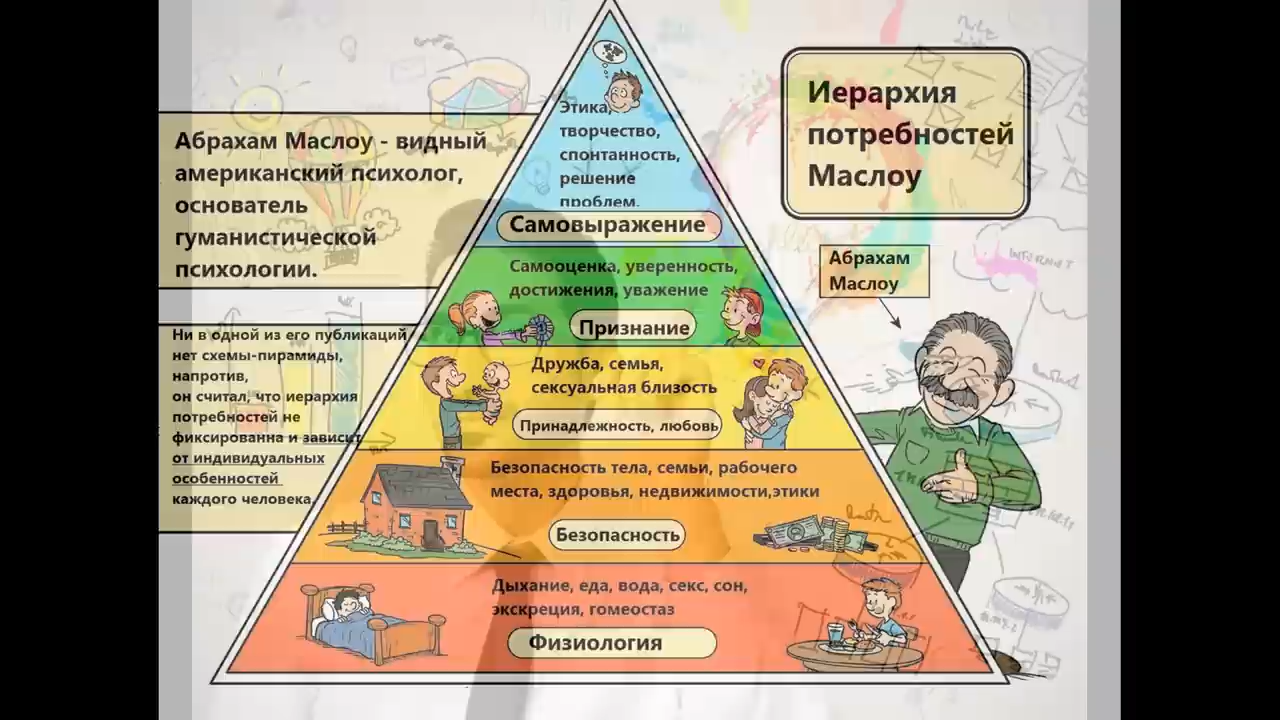 Иерархия
потребностей
Маслоу
Абрахам Маслоу - видный
американский психолог,
основатель
гуманистической
психологии.
Ни в одной из его публикаций
нет схемы-пирамиды,
напротив,
он считал, что иерархия
потребностей не
фиксированна и зависит
от индивидуальных
особенностей
каждого человека.
Этика,
творчество,
спонтанность,
решение
проблем.
Самовыражение
Самооценка, уверенность,
достижения, уважение
Признание
Дружба, семья,
сексуальная близость
Принадлежность, любовь
Безопасность тела, семьи, рабочего
места, здоровья, недвижимости,этики
Безопасность
Дыхание, еда, вода, секс, сон,
экскреция, гомеостаз
Физиология
Абрахам
Маслоу
INTERNET